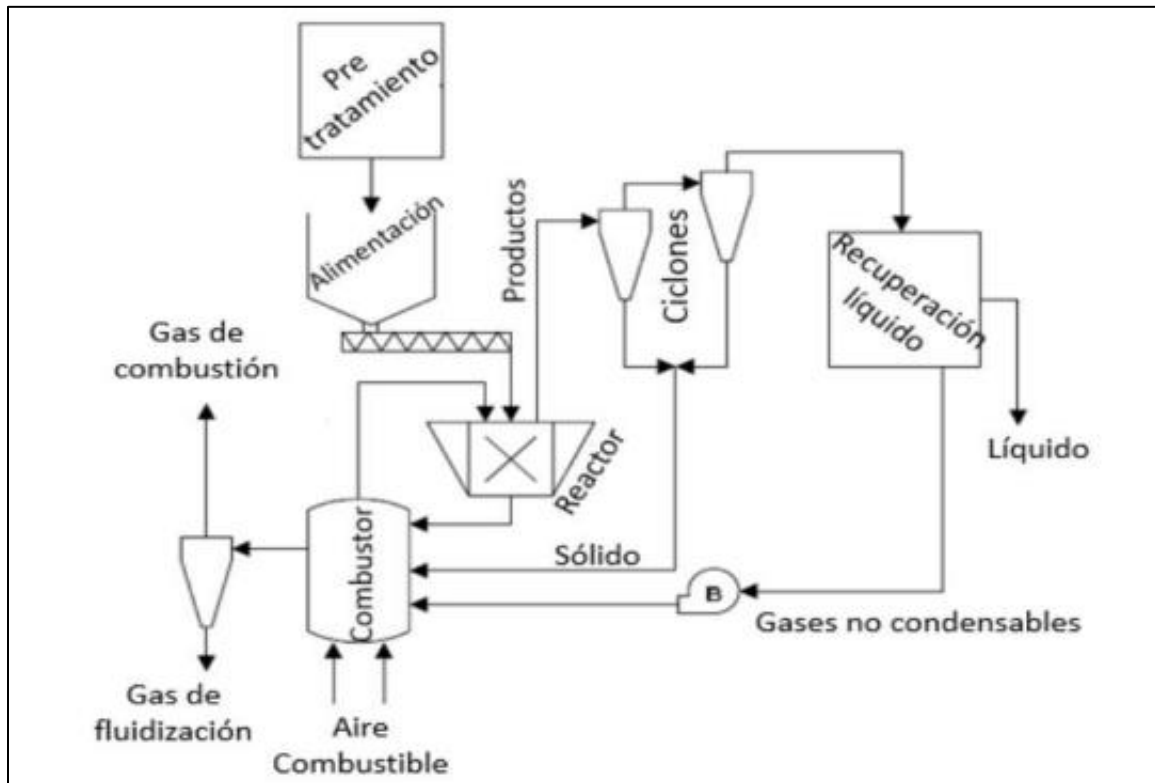 Pre
tratamiento
Alimentación
Productos
Ciclones
Recuperación
líquido
Gas de
combustión
Líquido
Reactor
Combustor
Sólido
B
Gases no condensables
Gas de
fluidización
Aire
Combustible